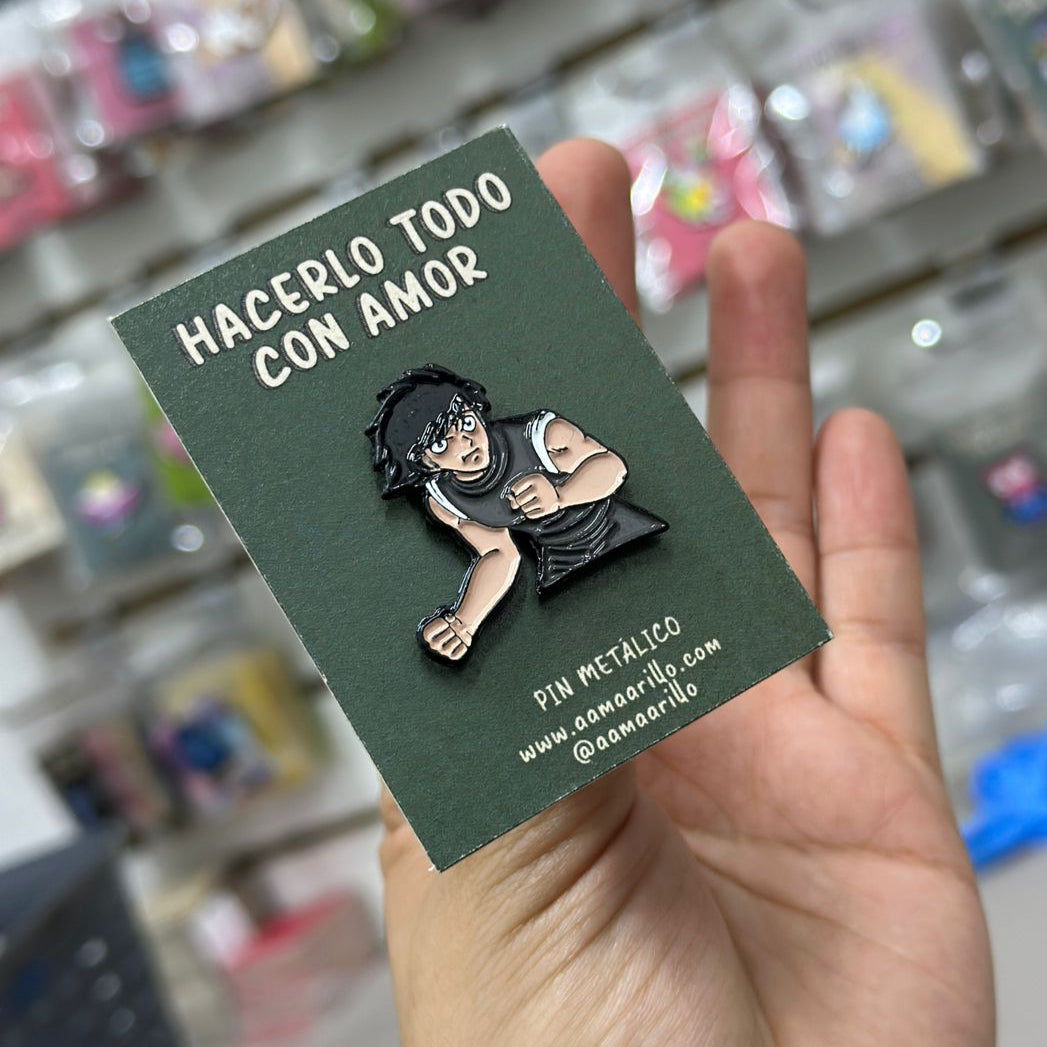 HACERLO TODO
CON AMOR
PIN METÁLICO
www.aamaarillo.com
@aamaarillo